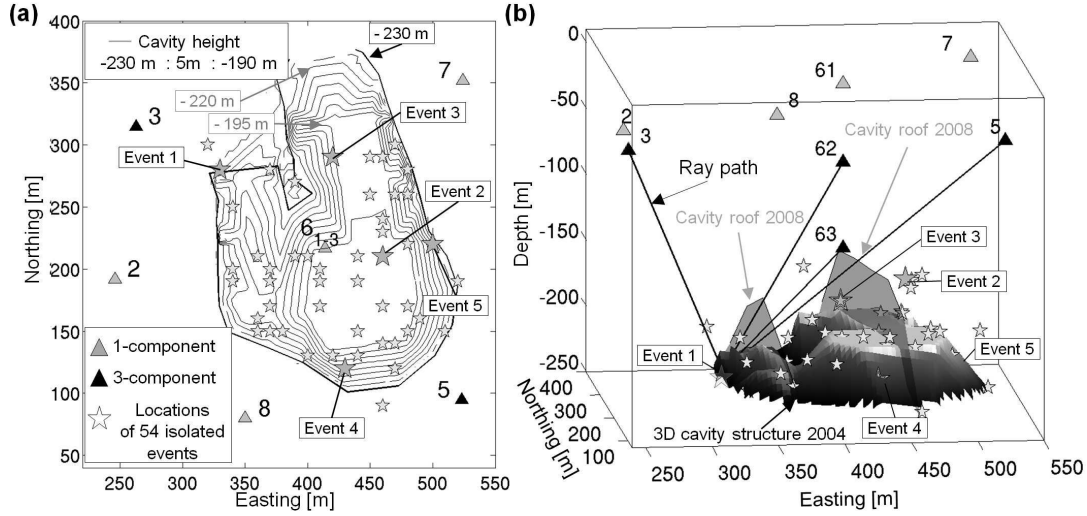 (a)
400
350
300
250
200
150
100
50
Northing [m]
200
250
300
350
400
450
500
550
Easting [m]
Cavity height
-230 m : 5m : -190 m
- 230 m
- 220 m
- 195 m
7
3
Event 3
Event 1
Event 2
6
1-3
2
Event 5
1-component
3-component
Locations
of 54 isolated
events
Event 4
8
5
(b)
0
-50
-100
-150
-200
-250
Depth [m]
7
61
8
2
3
Cavity roof 2008
5
62
Ray path
Cavity roof 2008
63
Event 3
Event 2
Event 1
Event 5
Event 4
3D cavity structure 2004
Northing [m]
400
300
200
100
200
250
300
350
400
450
500
550
Easting [m]